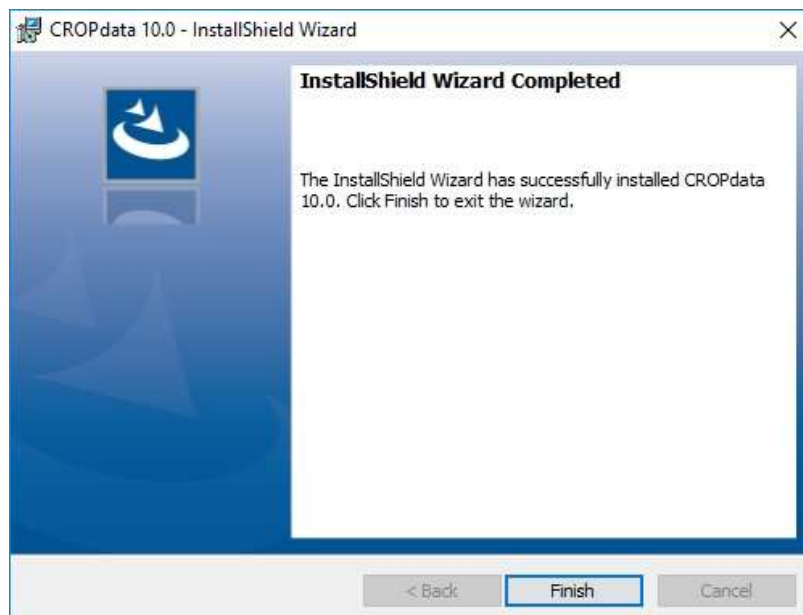 CROPdata 10.0 - InstallShield Wizard
InstallShield Wizard Completed
The InstallShield Wizard has successfully installed CROPdata
10.0. Click Finish to exit the wizard.
< Back
Finish
Cancel